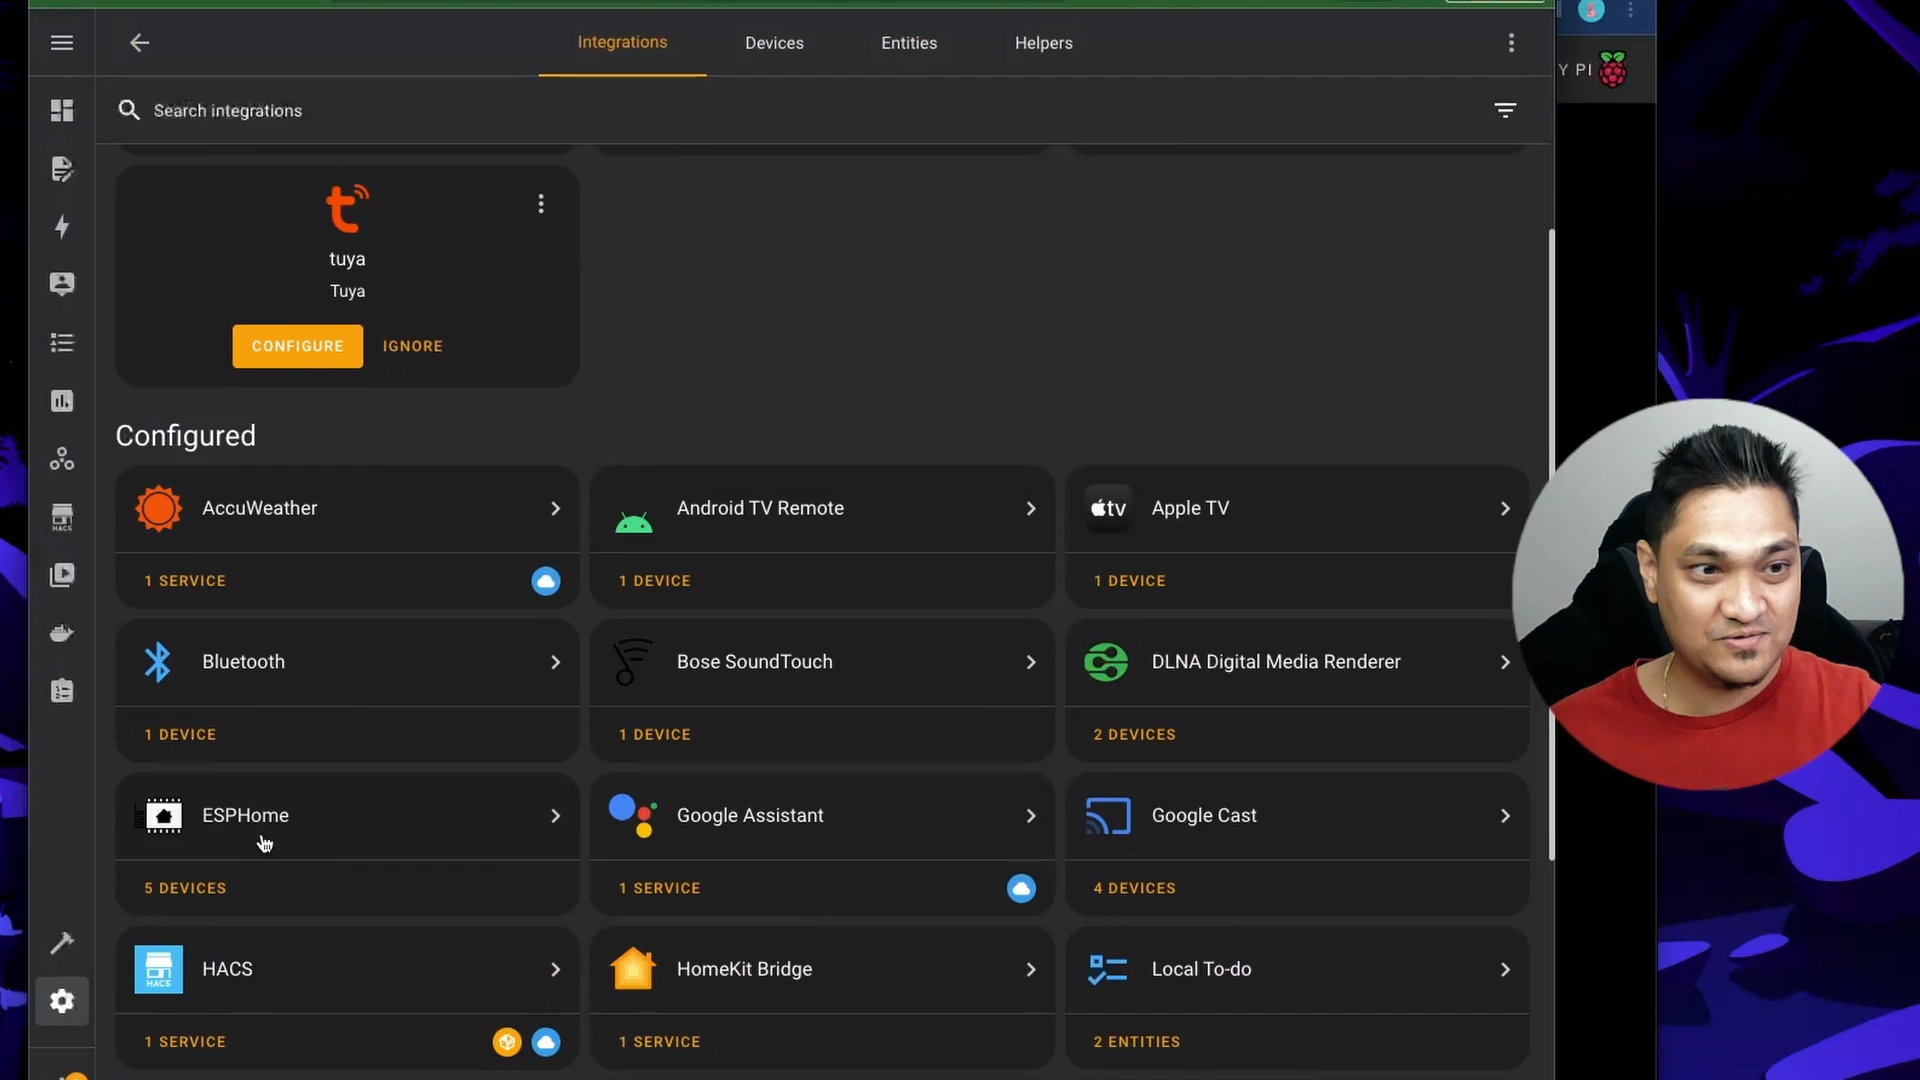 Integrations
Devices
Entities
Helpers
Y PI
Search integrations
tuya
Tuya
CONFIGURE
IGNORE
Configured
AccuWeather
Android TV Remote
tv
Apple TV
1 SERVICE
1 DEVICE
1 DEVICE
Bluetooth
Bose SoundTouch
DLNA Digital Media Renderer
1 DEVICE
1 DEVICE
2 DEVICES
ESPHome
Google Assistant
Google Cast
5 DEVICES
1 SERVICE
4 DEVICES
HACS
HACS
HomeKit Bridge
Local To-do
1 SERVICE
1 SERVICE
2 ENTITIES
HACS